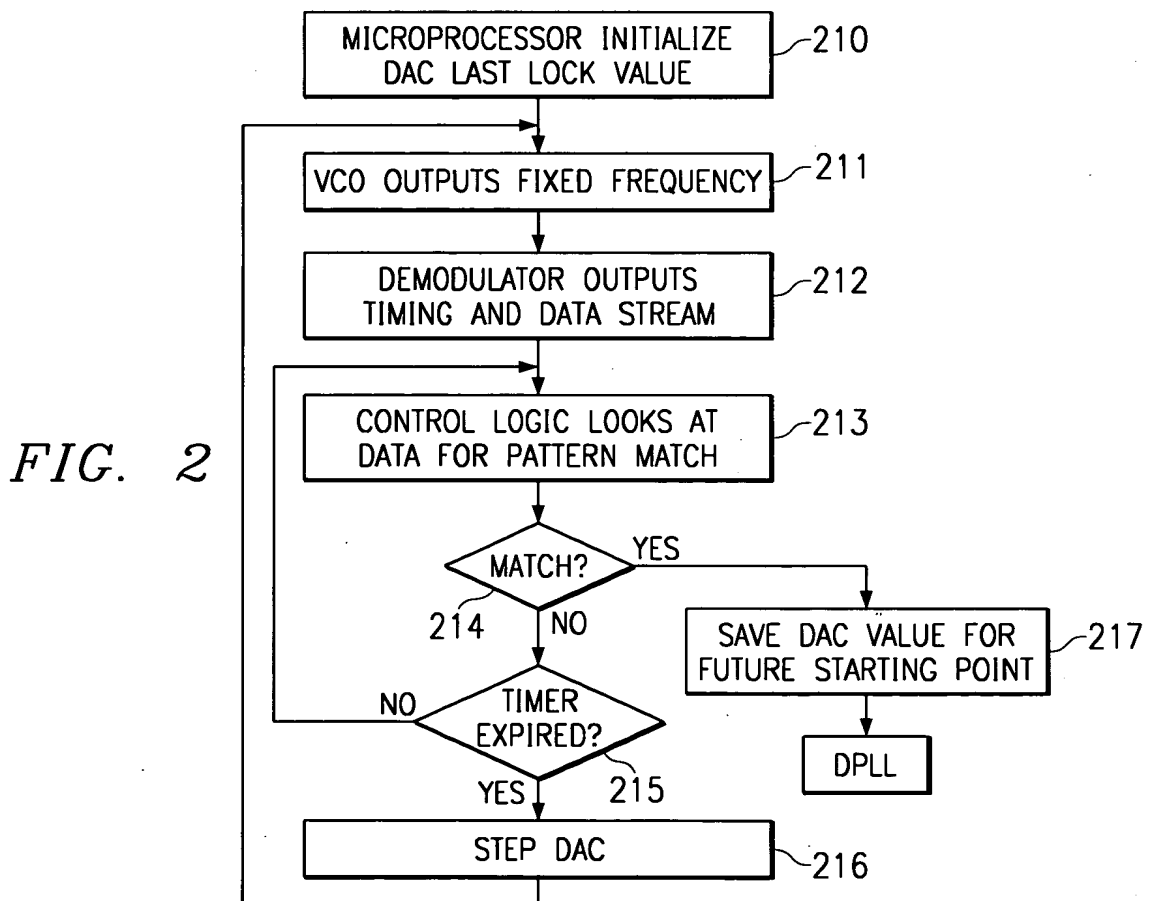 MICROPROCESSOR INITIALIZE
DAC LAST LOCK VALUE
210
VCO OUTPUTS FIXED FREQUENCY
211
DEMODULATOR OUTPUTS
TIMING AND DATA STREAM
212
CONTROL LOGIC LOOKS AT
DATA FOR PATTERN MATCH
213
FIG. 2
MATCH?
YES
214
NO
SAVE DAC VALUE FOR
FUTURE STARTING POINT
217
NO
TIMER
EXPIRED?
215
YES
DPLL
STEP DAC
216